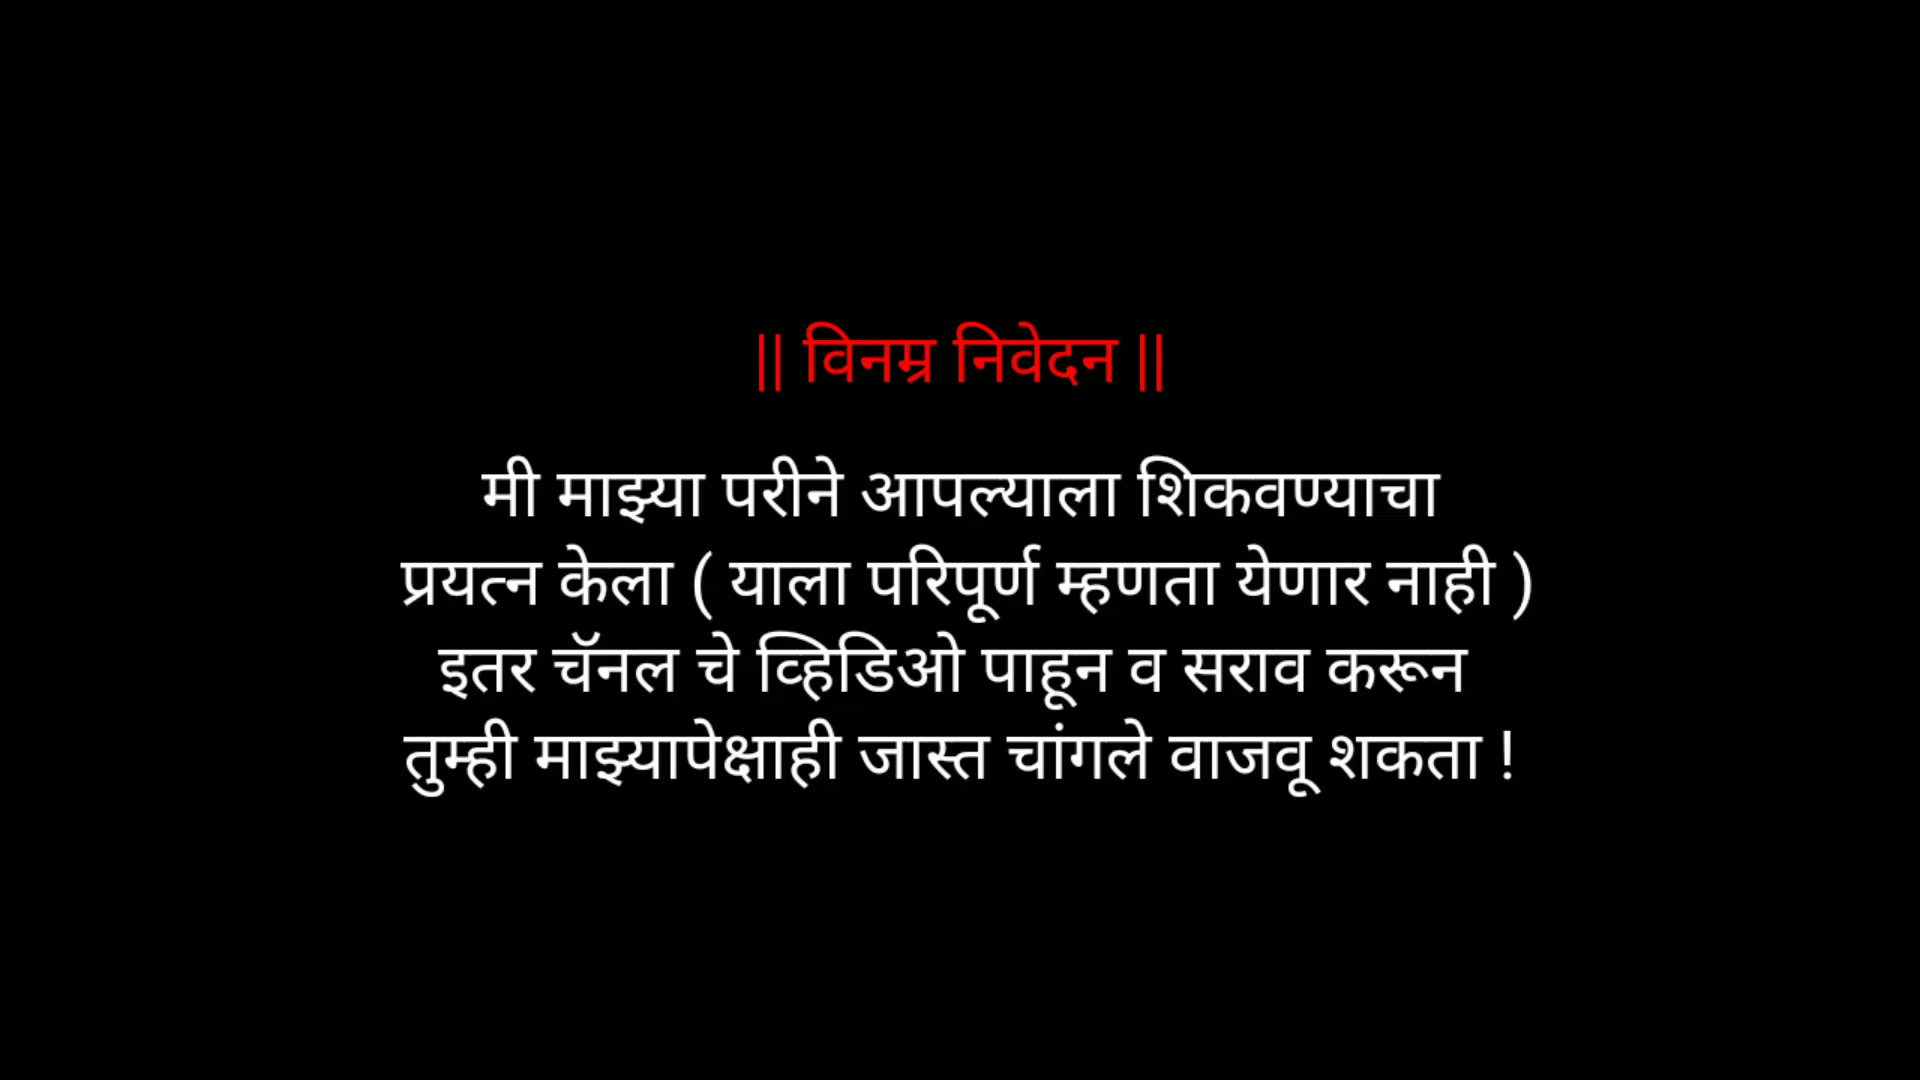 || विनम्र निवेदन ||
मी माझ्या परीने आपल्याला शिकवण्याचा
प्रयत्न केला ( याला परिपूर्ण म्हणता येणार नाही )
इतर चॅनल चे व्हिडिओ पाहून व सराव करून
तुम्ही माझ्यापेक्षाही जास्त चांगले वाजवू शकता !